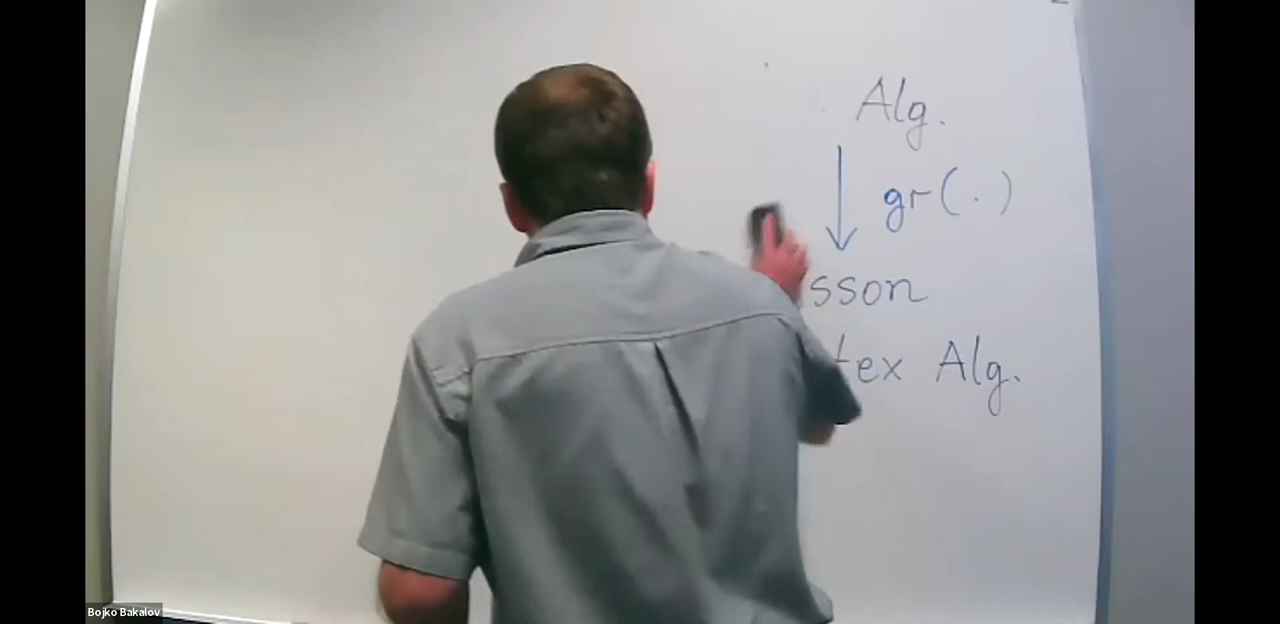 Alg.
gr(.)
sson
tex Alg.
Bojko Bakalov